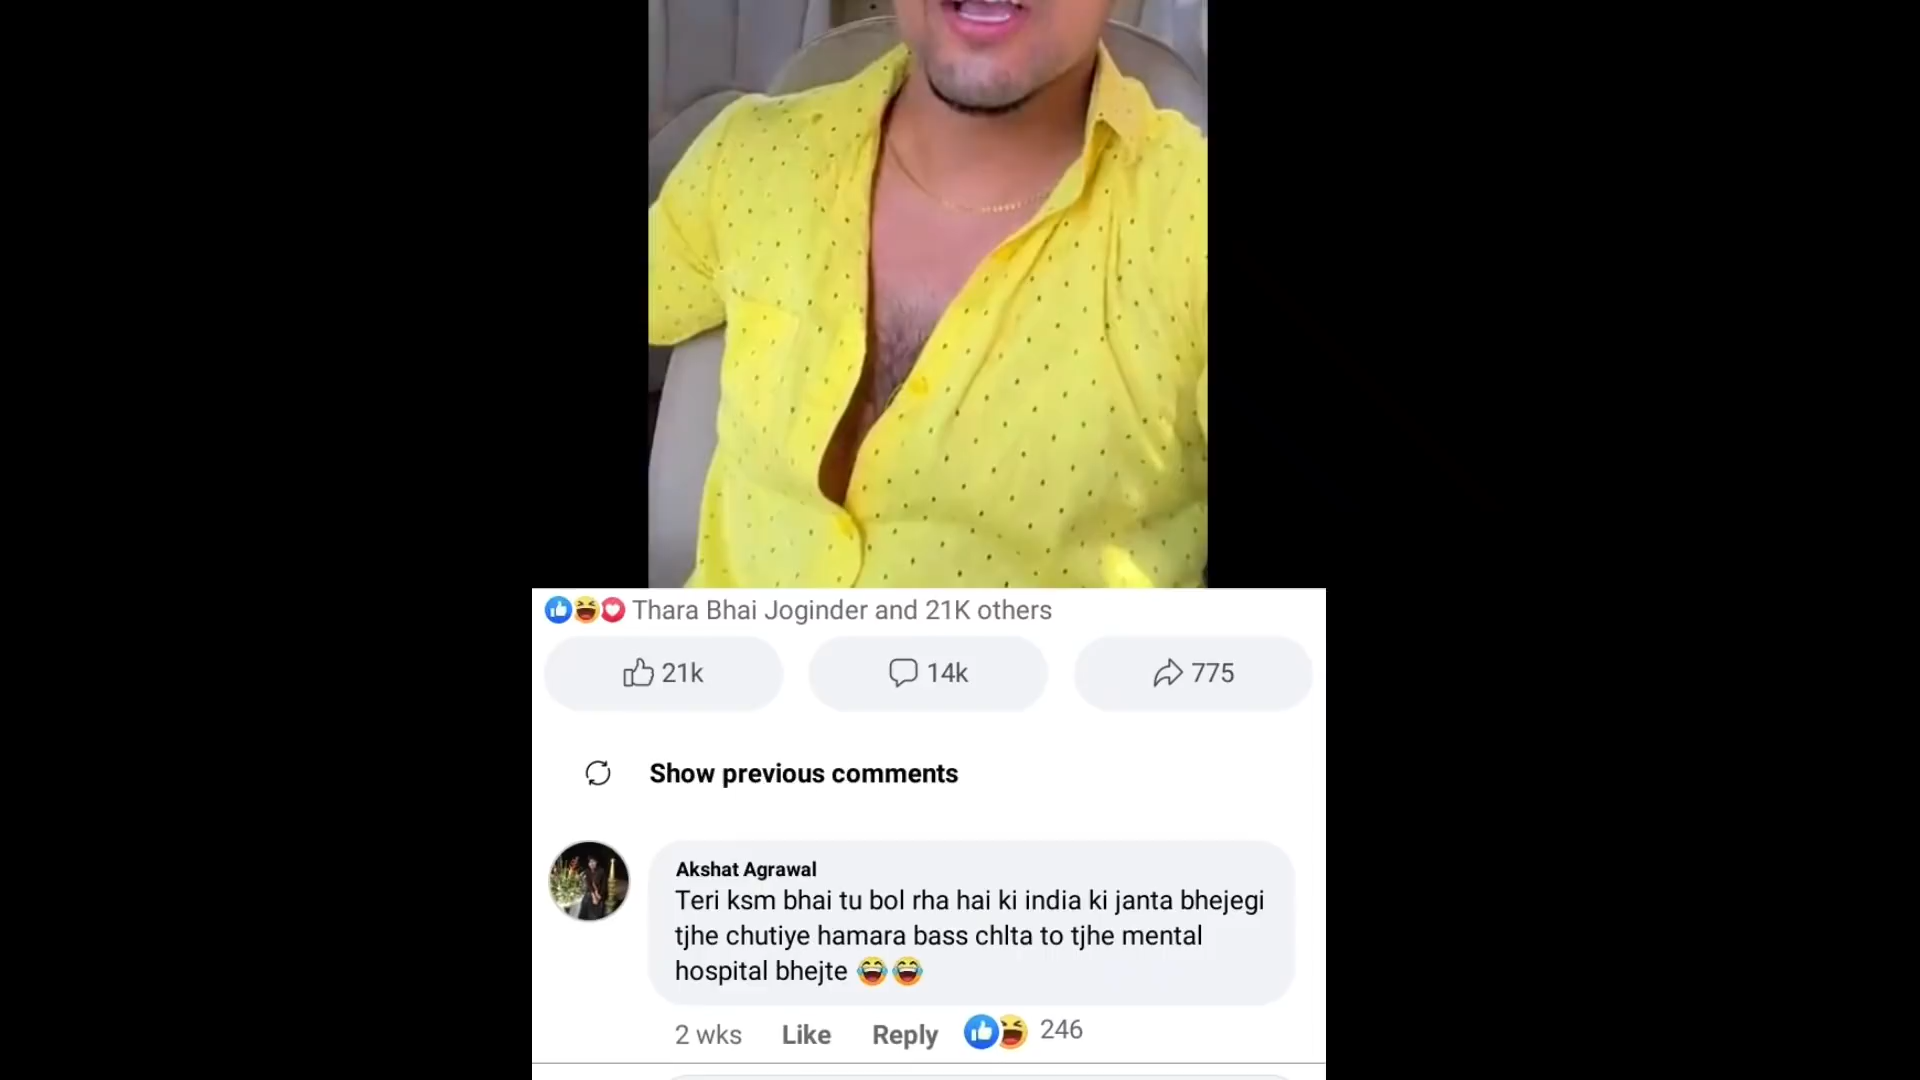 Thara Bhai Joginder and 21K others
21k 14k 775
Show previous comments
Akshat Agrawal
Teri ksm bhai tu bol rha hai ki india ki janta bhejegi
tjhe chutiye hamara bass chlta to tjhe mental
hospital bhejte 😂😂
2 wks Like Reply 246